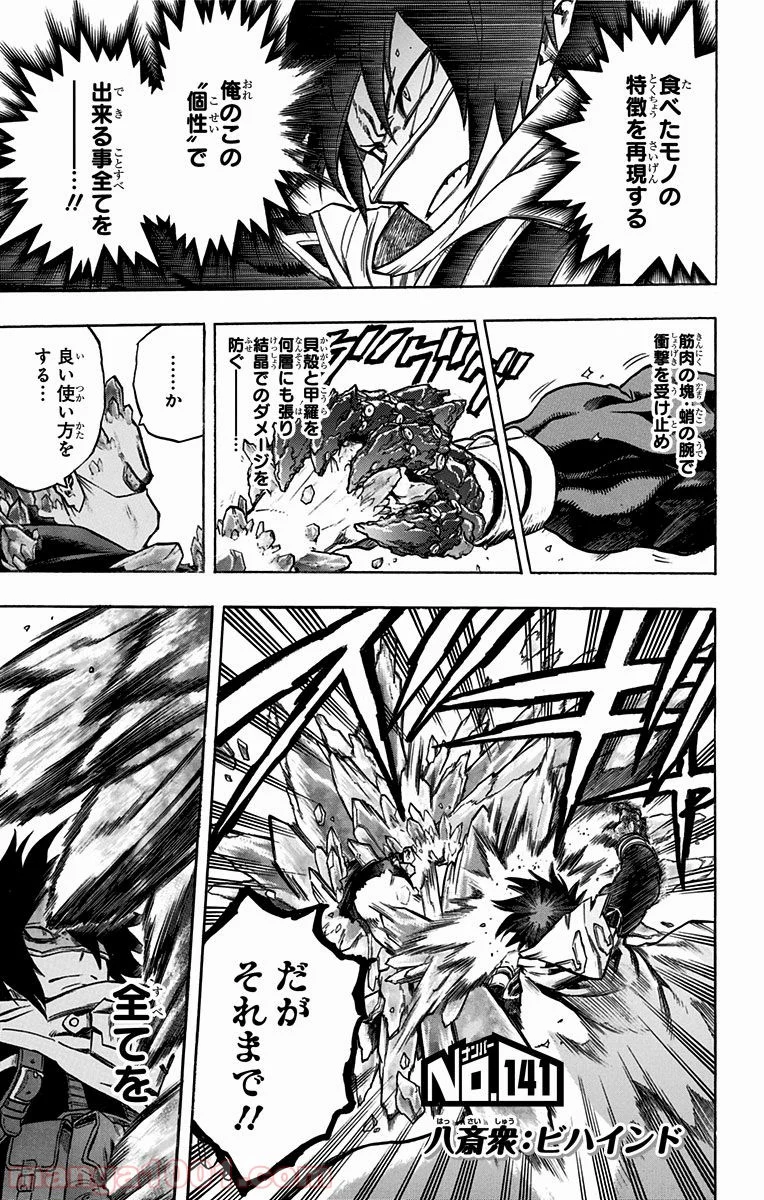 食べたモノの
特徴を再現する
俺のこの
“個性”で
出来る事全てを
―――…!!
筋肉の塊・蛸の腕で
衝撃を受け止め
貝殻と甲羅を
何層にも張り
結晶でのダメージを
防ぐ――
……か
良い使い方を
する…
だが
それまで!!
No.141
八斎衆：ビハインド
全てを